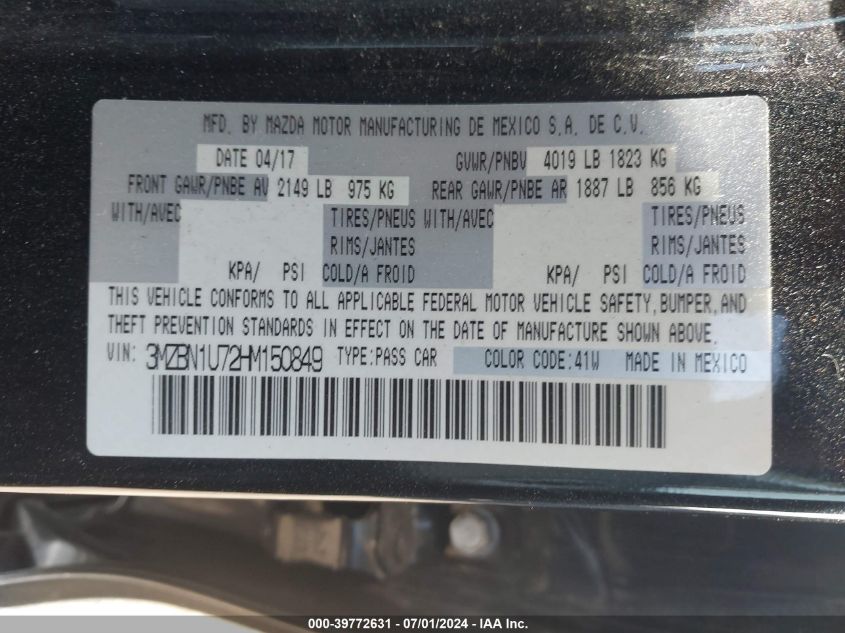 MFD. BY MAZDA MOTOR MANUFACTURING DE MEXICO S.A. DE C.V.
DATE 04/17 GVWR/PNBV 4019 LB 1823 KG
FRONT GAWR/PNBE AV 2149 LB 975 KG REAR GAWR/PNBE AR 1887 LB 856 KG
WITH/AVEC TIRES/PNEUS WITH/AVEC TIRES/PNEUS
RIMS/JANTES RIMS/JANTES
KPA/ PSI COLD/A FROID KPA/ PSI COLD/A FROID
THIS VEHICLE CONFORMS TO ALL APPLICABLE FEDERAL MOTOR VEHICLE SAFETY, BUMPER, AND
THEFT PREVENTION STANDARDS IN EFFECT ON THE DATE OF MANUFACTURE SHOWN ABOVE.
VIN: 3MZBN1U72HM150849 TYPE:PASS CAR COLOR CODE:41W MADE IN MEXICO
000-39772631 - 07/01/2024 - IAA Inc.